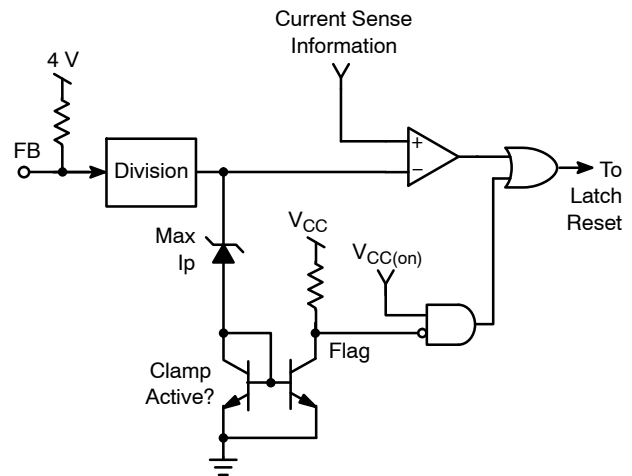 Current Sense
Information
4 V
FB
Division
+
−
To
Latch
Reset
Max
Ip
VCC
VCC(on)
Flag
Clamp
Active?